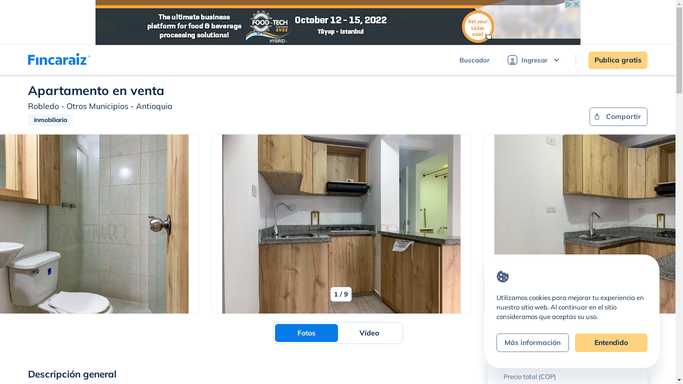 The ultimate business
platform for food & beverage
processing solutions!
FOOD-TECH
HYBRID
October 12 - 15, 2022
Tüyap - Istanbul
Get your
ticket
now!
Fincaraíz
Buscador
Ingresar
Publica gratis
Apartamento en venta
Robledo - Otros Municipios - Antioquia
Inmobiliaria
Compartir
1 / 9
Fotos
Vídeo
Utilizamos cookies para mejorar tu experiencia en
nuestro sitio web. Al continuar en el sitio
consideramos que aceptas su uso.
Más información
Entendido
Descripción general
Precio total (COP)